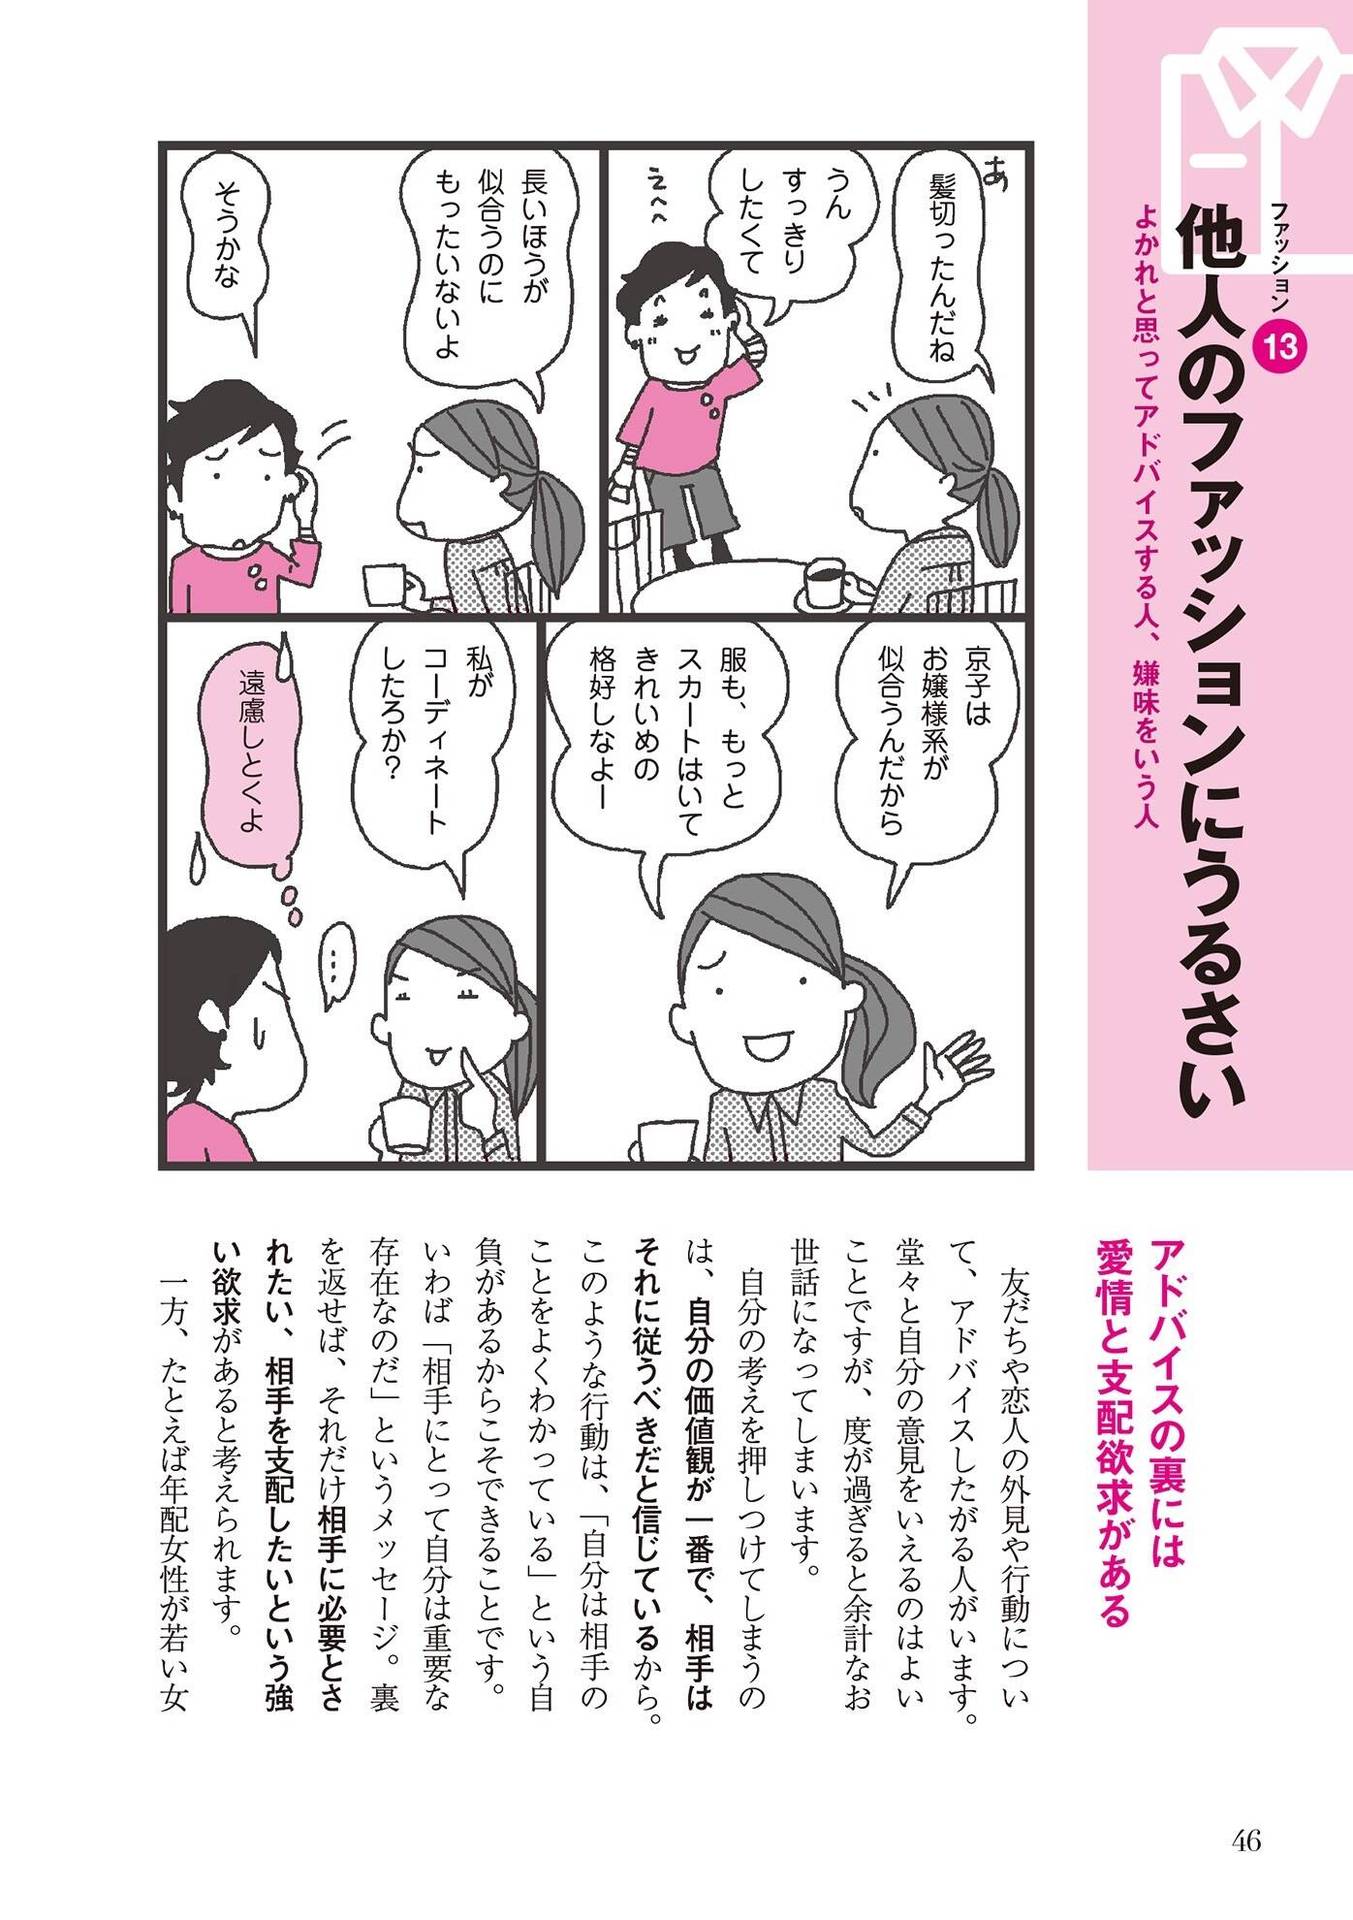 ファッション
13
他人のファッションにうるさい
よかれと思ってアドバイスする人、嫌味をいう人
あ
髪切ったんだね
うん
すっきり
したくて
えへへ
長いほうが
似合うのに
もったいないよ
そうかな
京子は
お嬢様系が
似合うんだから
服も、もっと
スカートはいて
きれいめの
格好しなよー
私が
コーディネート
したろか?
…
遠慮しとくよ
アドバイスの裏には
愛情と支配欲求がある
友だちや恋人の外見や行動につい
て、アドバイスしたがる人がいます。
堂々と自分の意見をいえるのはよい
ことですが、度が過ぎると余計なお
世話になってしまいます。
自分の考えを押しつけてしまうの
は、自分の価値観が一番で、相手は
それに従うべきだと信じているから。
このような行動は、「自分は相手の
ことをよくわかっている」という自
負があるからこそできることです。
いわば「相手にとって自分は重要な
存在なのだ」というメッセージ。裏
を返せば、それだけ相手に必要とさ
れたい、相手を支配したいという強
い欲求があると考えられます。
一方、たとえば年配女性が若い女
46